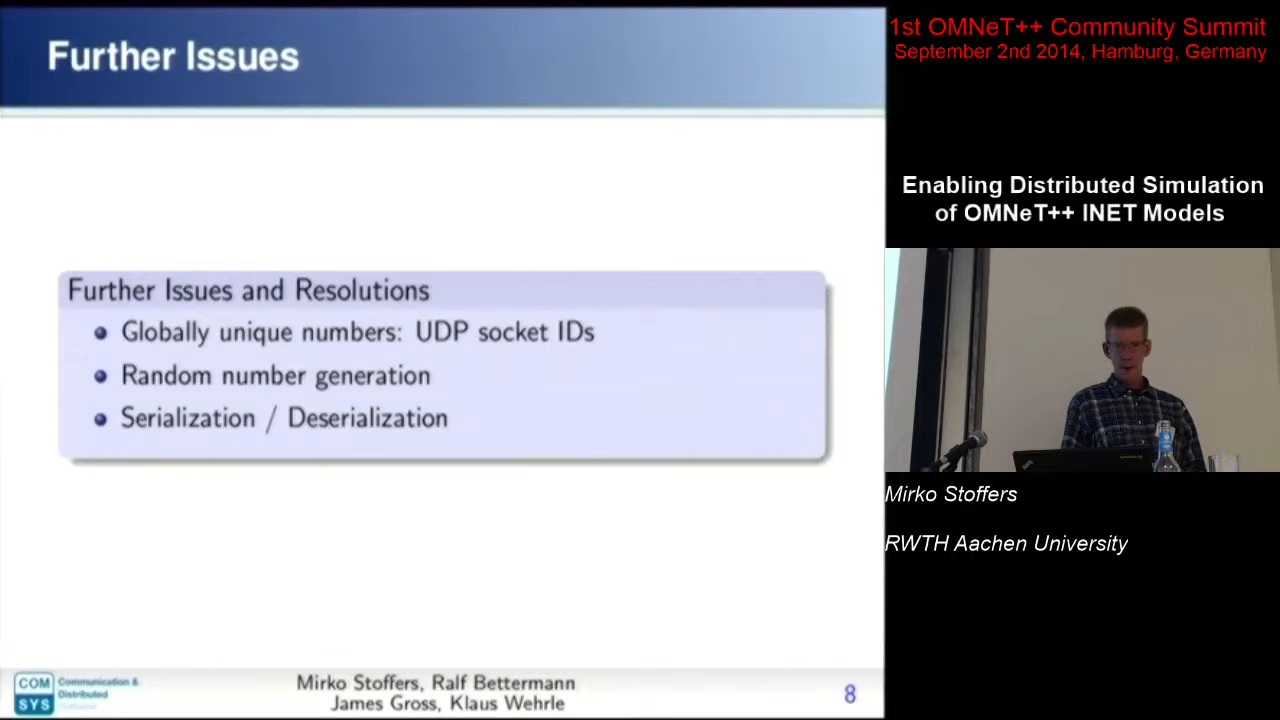 Further Issues
Further Issues and Resolutions
Globally unique numbers: UDP socket IDs
Random number generation
Serialization / Deserialization
COM
SYS
Communication &
Distributed
Mirko Stoffers, Ralf Bettermann
James Gross, Klaus Wehrle
8
1st OMNeT++ Community Summit
September 2nd 2014, Hamburg, Germany
Enabling Distributed Simulation
of OMNeT++ INET Models
Mirko Stoffers
RWTH Aachen University